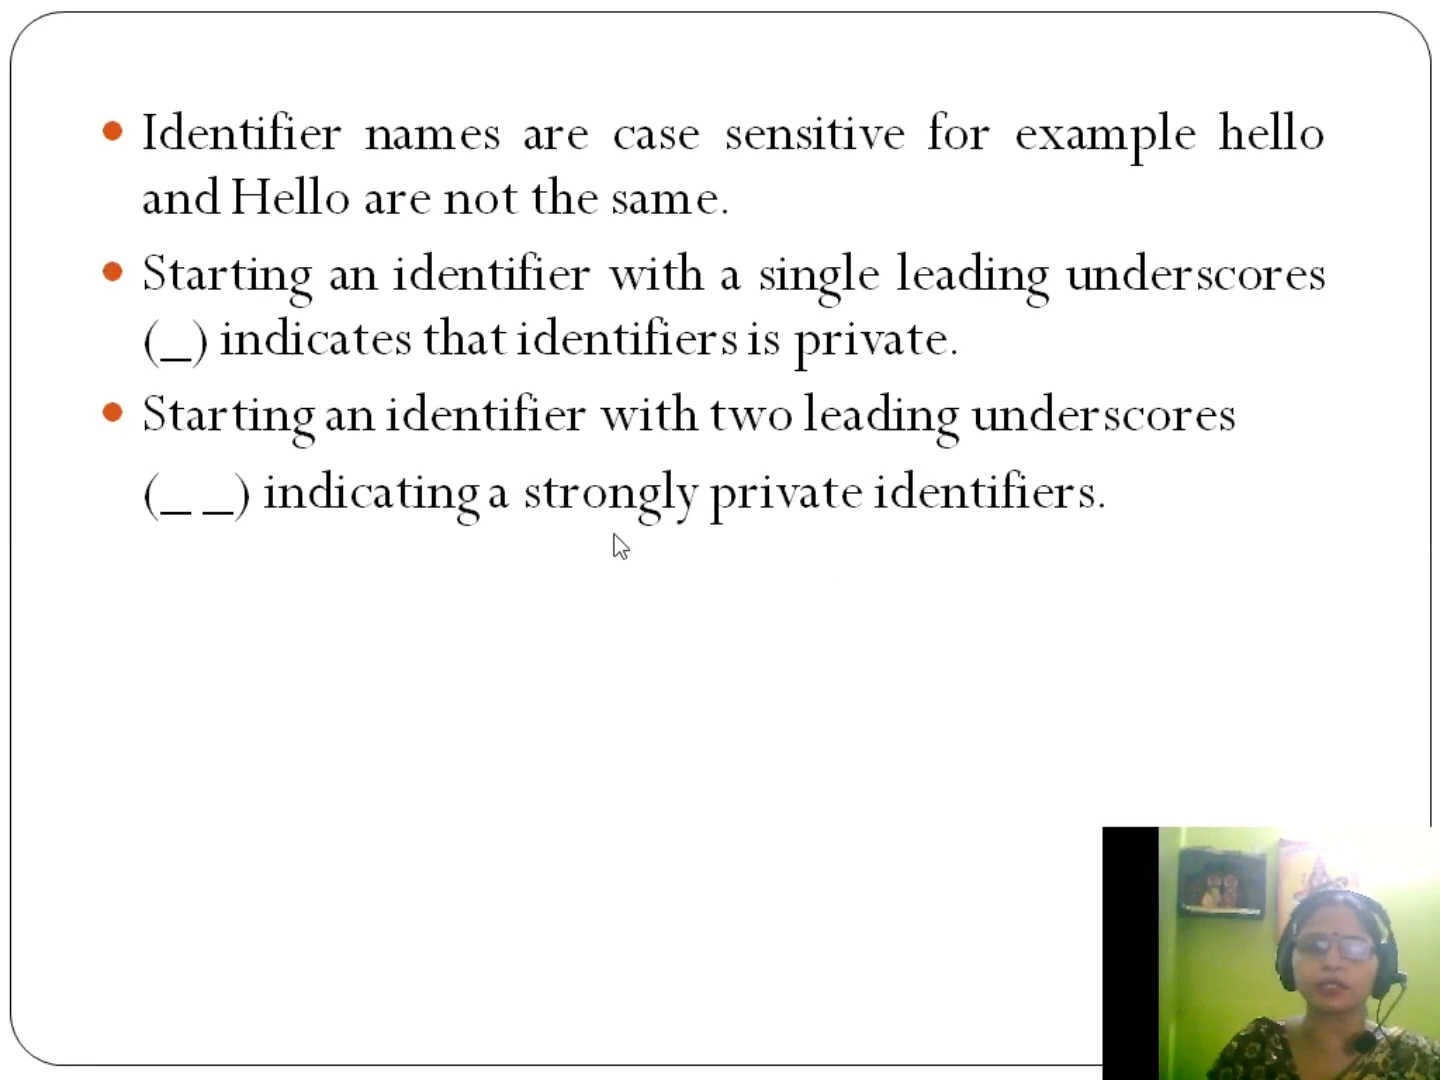 • Identifier names are case sensitive for example hello
and Hello are not the same.
• Starting an identifier with a single leading underscores
(_) indicates that identifiers is private.
• Starting an identifier with two leading underscores
(_ _) indicating a strongly private identifiers.